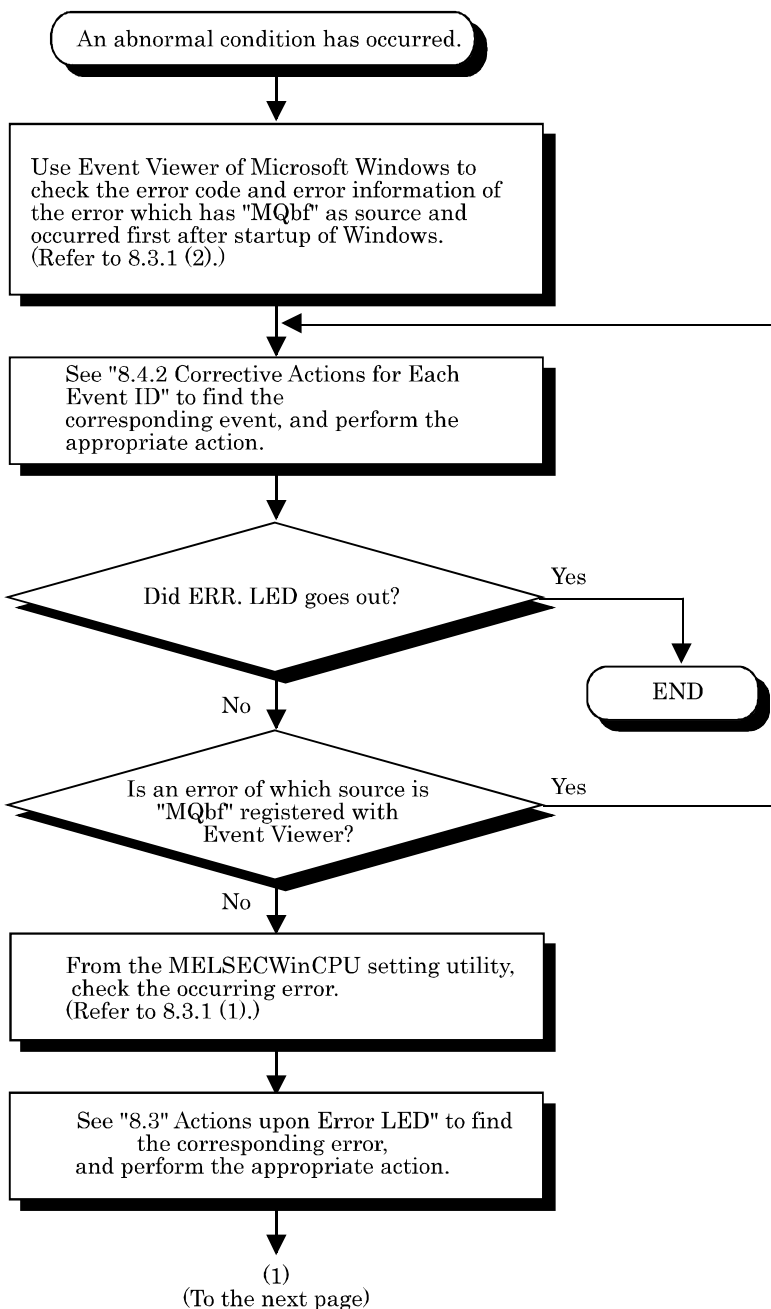 An abnormal condition has occurred.
Use Event Viewer of Microsoft Windows to
check the error code and error information of
the error which has "MQbf" as source and
occurred first after startup of Windows.
(Refer to 8.3.1 (2).)
See "8.4.2 Corrective Actions for Each
Event ID" to find the
corresponding event, and perform the
appropriate action.
Did ERR. LED goes out?
Yes
END
No
Is an error of which source is
"MQbf" registered with
Event Viewer?
Yes
No
From the MELSECWinCPU setting utility,
check the occurring error.
(Refer to 8.3.1 (1).)
See "8.3" Actions upon Error LED" to find
the corresponding error,
and perform the appropriate action.
(1)
(To the next page)